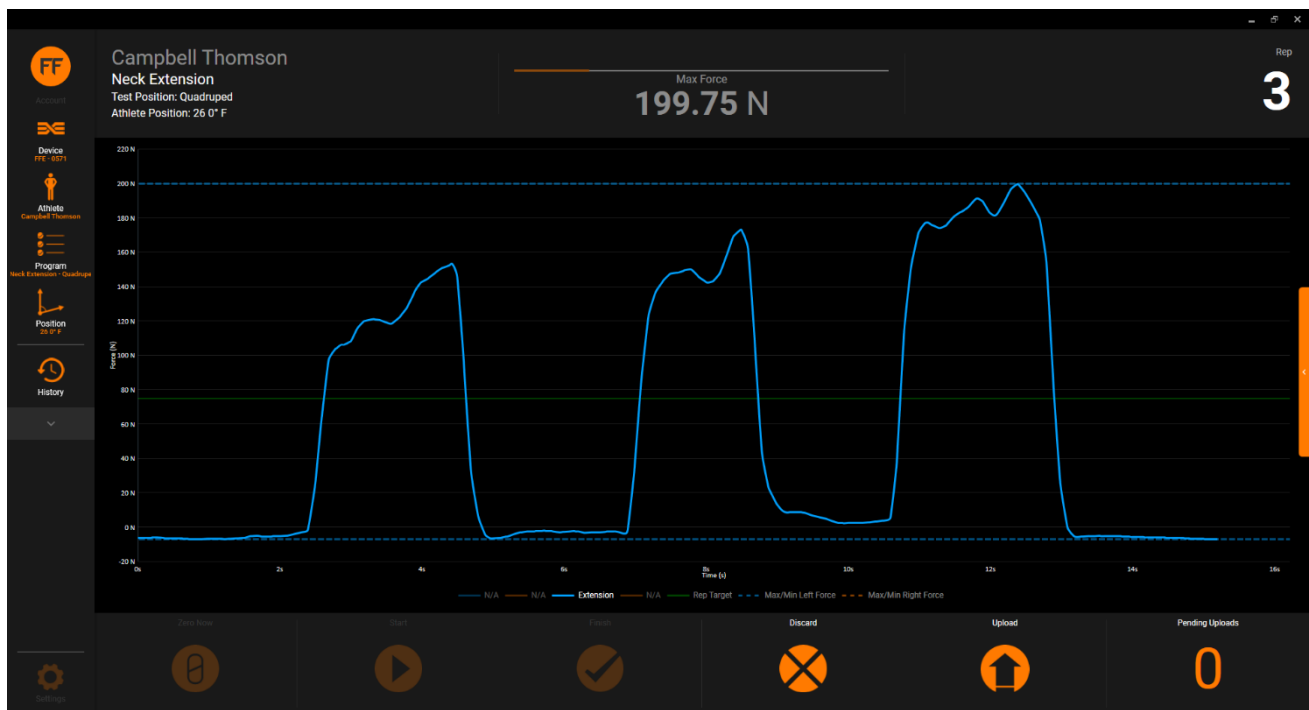 FF
Account
Device
FFE - 0571
Athlete
Campbell Thomson
Program
Neck Extension - Quadrupe
Position
26 0° F
History
Settings
Campbell Thomson
Neck Extension
Test Position: Quadruped
Athlete Position: 26 0° F
Max Force
199.75 N
Rep
3
220 N
200 N
180 N
160 N
140 N
120 N
100 N
80 N
60 N
40 N
20 N
0 N
-20 N
Force (N)
0s 2s 4s 6s 8s 10s 12s 14s 16s
Time (s)
N/A N/A Extension N/A Rep Target Max/Min Left Force Max/Min Right Force
Zero Now Start Finish Discard Upload Pending Uploads
0